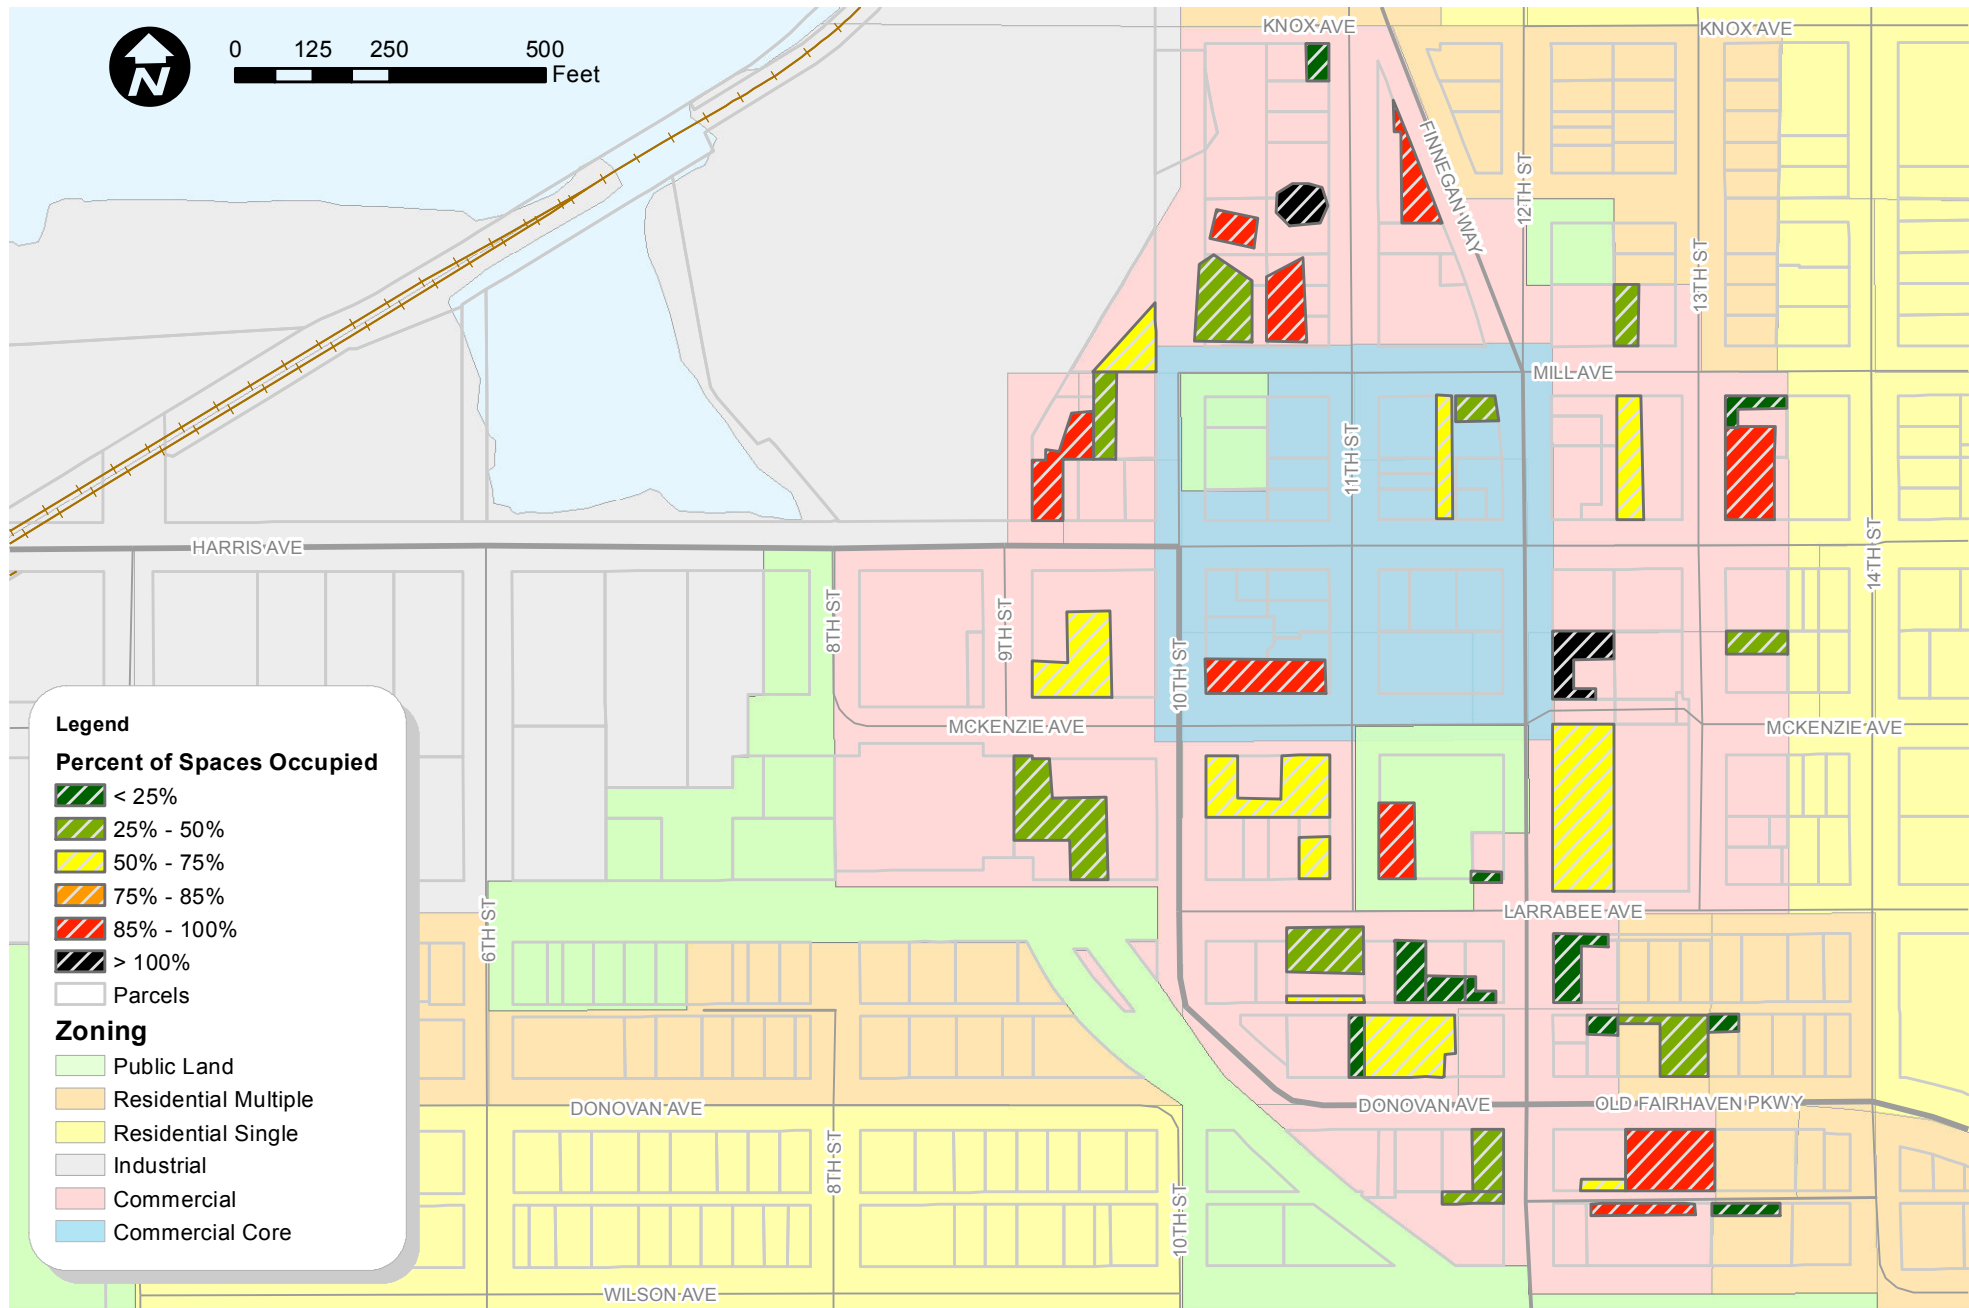 KNOX AVE
KNOX AVE
0 125 250 500
Feet
N
FINNEGAN WAY
12TH ST
13TH ST
MILL AVE
11TH ST
14TH ST
HARRIS AVE
8TH ST
9TH ST
10TH ST
MCKENZIE AVE
MCKENZIE AVE
LARRABEE AVE
6TH ST
DONOVAN AVE
DONOVAN AVE
OLD FAIRHAVEN PKWY
8TH ST
10TH ST
WILSON AVE
Legend
Percent of Spaces Occupied
< 25%
25% - 50%
50% - 75%
75% - 85%
85% - 100%
> 100%
Parcels
Zoning
Public Land
Residential Multiple
Residential Single
Industrial
Commercial
Commercial Core